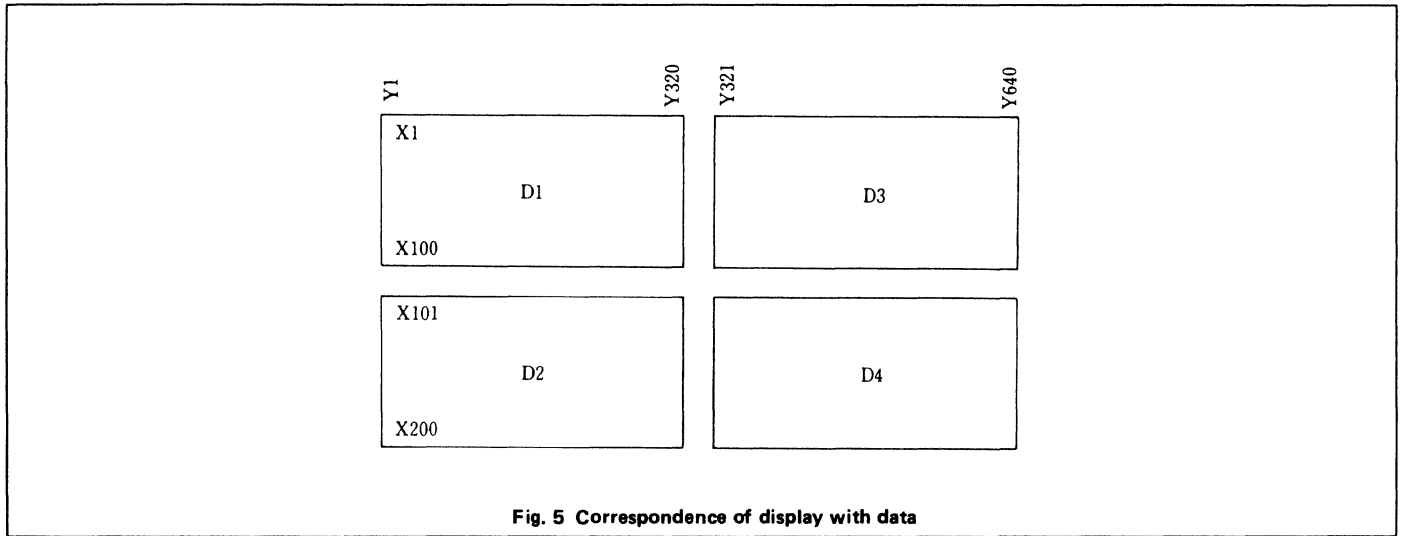 Y1 Y320 Y321 Y640
X1
D1 D3
X100
X101
D2 D4
X200
Fig. 5 Correspondence of display with data